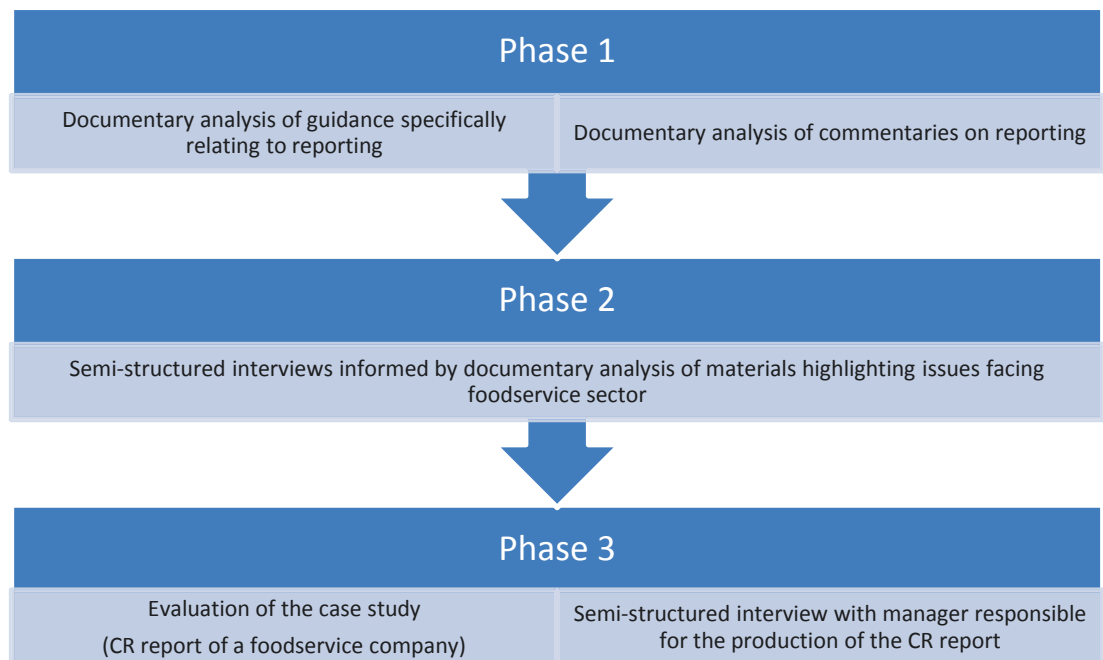 Phase 1
Documentary analysis of guidance specifically
relating to reporting
Documentary analysis of commentaries on reporting
Phase 2
Semi-structured interviews informed by documentary analysis of materials highlighting issues facing
foodservice sector
Phase 3
Evaluation of the case study
(CR report of a foodservice company)
Semi-structured interview with manager responsible
for the production of the CR report